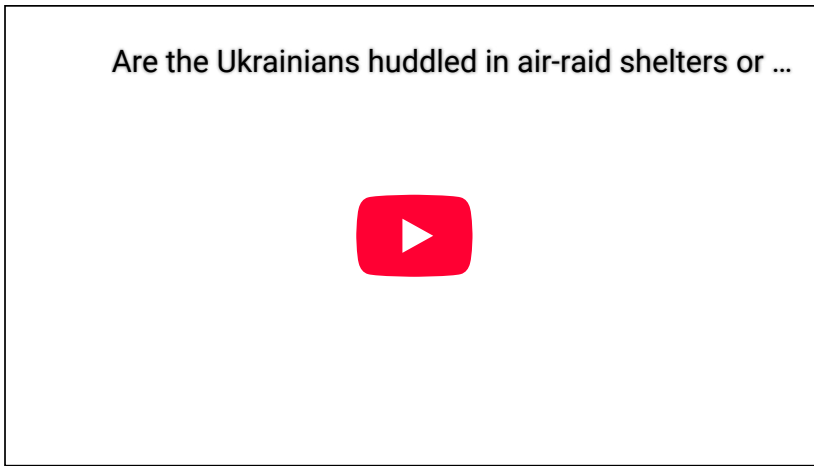 Are the Ukrainians huddled in air-raid shelters or ...